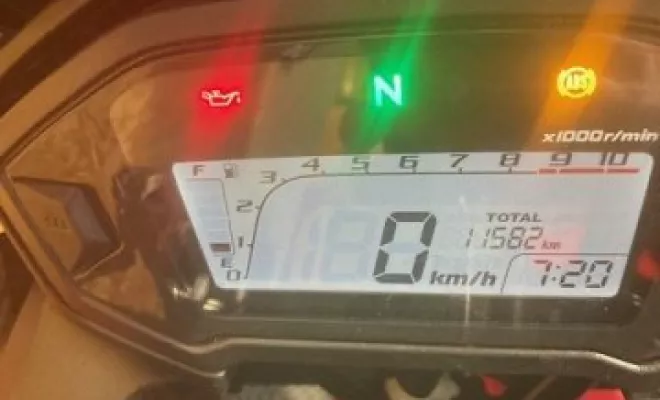 N ABS
x1000r/min
F 3 4 5 6 7 8 9 10
2
TOTAL
1 0 11582 km
E
0 km/h 7:20